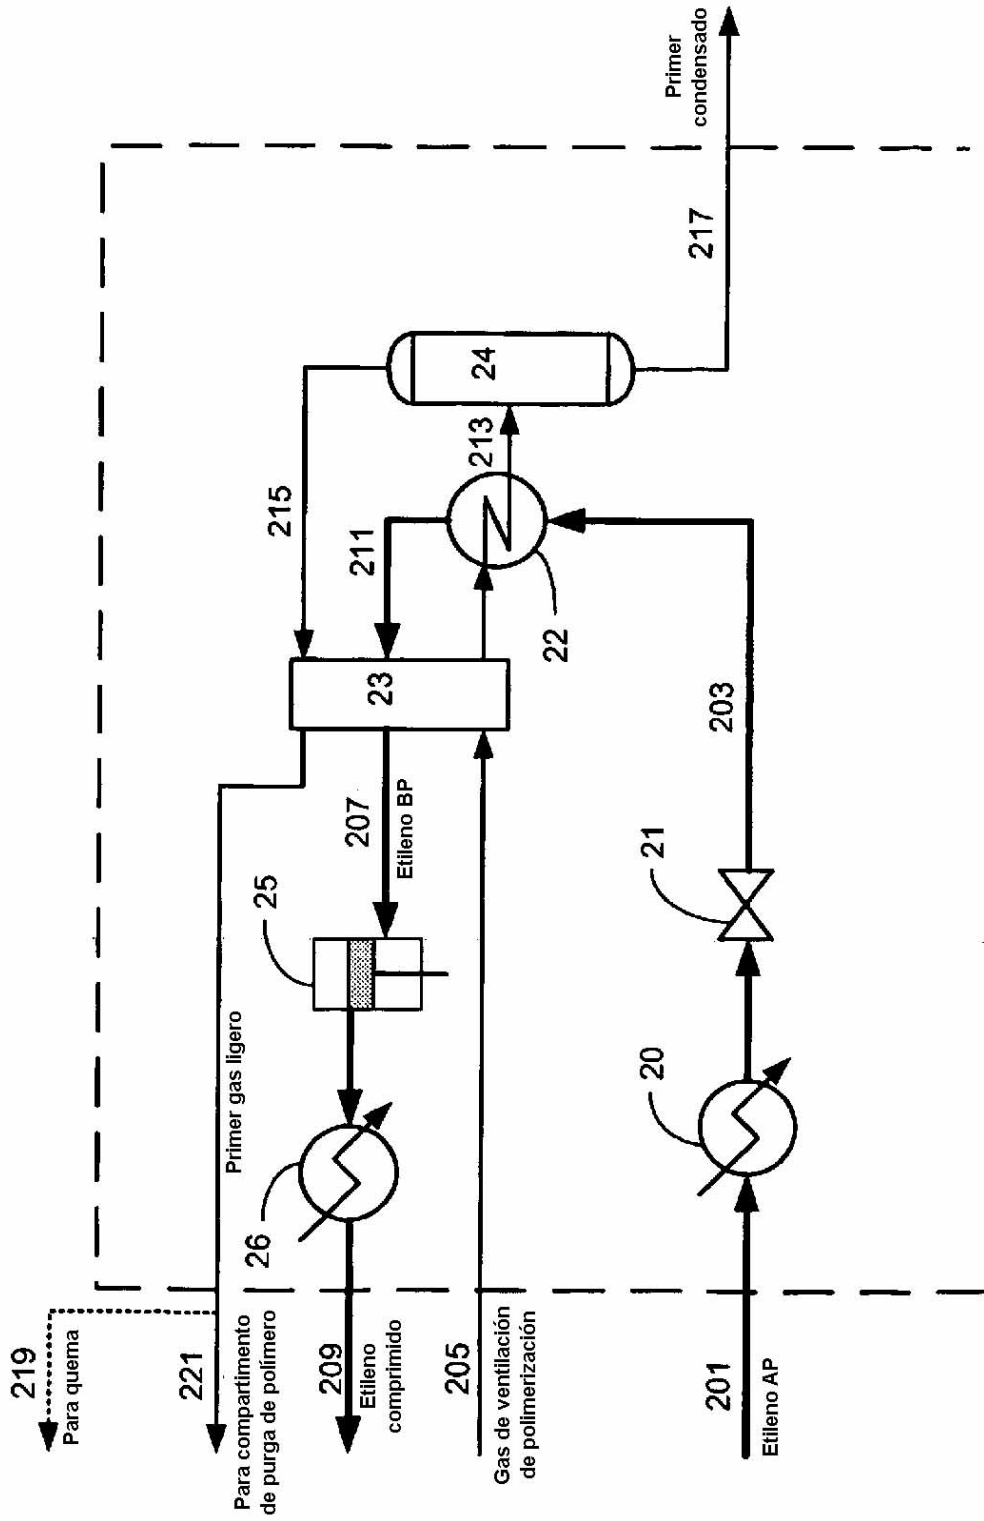 219
Para quema
221
Para compartimento
de purga de polímero
Primer gas ligero
26
25
215
209
Etileno
comprimido
207
Etileno BP
211
23
205
Gas de ventilación
de polimerización
213
24
22
20
21
Primer
condensado
217
203
201
Etileno AP